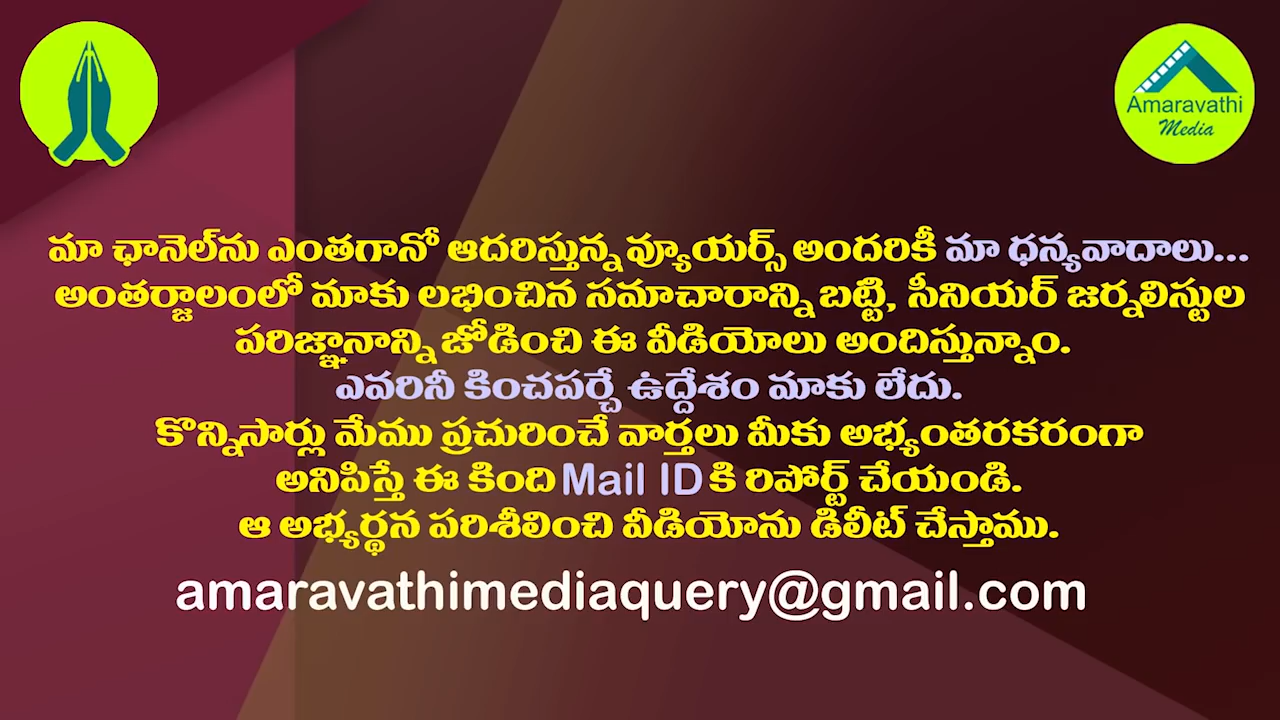 Amaravathi
Media
మా ఛానెల్‌ను ఎంతగానో ఆదరిస్తున్న వ్యూయర్స్ అందరికీ మా ధన్యవాదాలు...
అంతర్జాలంలో మాకు లభించిన సమాచారాన్ని బట్టి, సీనియర్ జర్నలిస్టుల
పరిజ్ఞానాన్ని జోడించి ఈ వీడియోలు అందిస్తున్నాం.
ఎవరినీ కించపర్చే ఉద్దేశం మాకు లేదు.
కొన్నిసార్లు మేము ప్రచురించే వార్తలు మీకు అభ్యంతరకరంగా
అనిపిస్తే ఈ కింది Mail ID కి రిపోర్ట్ చేయండి.
ఆ అభ్యర్థన పరిశీలించి వీడియోను డిలీట్ చేస్తాము.
amaravathimediaquery@gmail.com